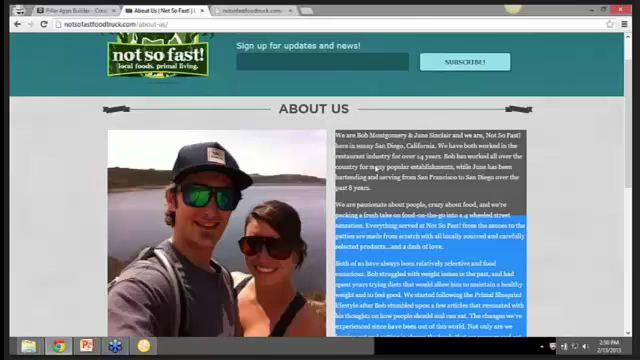 Pillar Apps Builder - Crea
About Us | Not So Fast! |
notsofastfoodtruck.com/
notsofastfoodtruck.com/about-us/
not so fast!
local foods. primal living.
Sign up for updates and news!
SUBSCRIBE!
ABOUT US
We are Bob Montgomery & June Sinclair and we are, Not So Fast!
here in sunny San Diego, California. We have both worked in the
restaurant industry for over 14 years. Bob has worked all over the
country for many popular establishments, while June has been
bartending and serving from San Francisco to San Diego over the
past 8 years.
We are passionate about people, crazy about food, and we're
packing a fresh take on food-on-the-go into a 4 wheeled street
sensation. Everything served at Not So Fast! from the sauces to the
patties are made from scratch with all locally sourced and carefully
selected products...and a dash of love.
Both of us have always been relatively selective and food
conscious. Bob struggled with weight issues in the past, and had
spent years trying diets that would allow him to maintain a healthy
weight and to feel good. We started following the Primal Blueprint
lifestyle after Bob stumbled upon a few articles that resonated with
his thoughts on how people should eat. The changes we've
experienced since have been out of this world. Not only are we
2:50 PM
2/13/2013